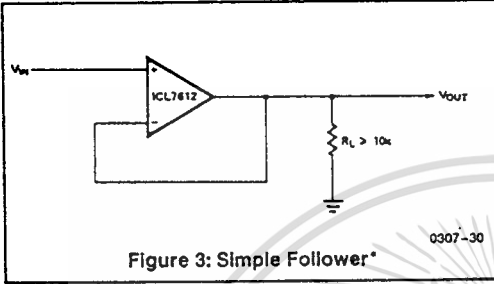 VIN
+
ICL7612
−
VOUT
RL > 10k
0307-30
Figure 3: Simple Follower*